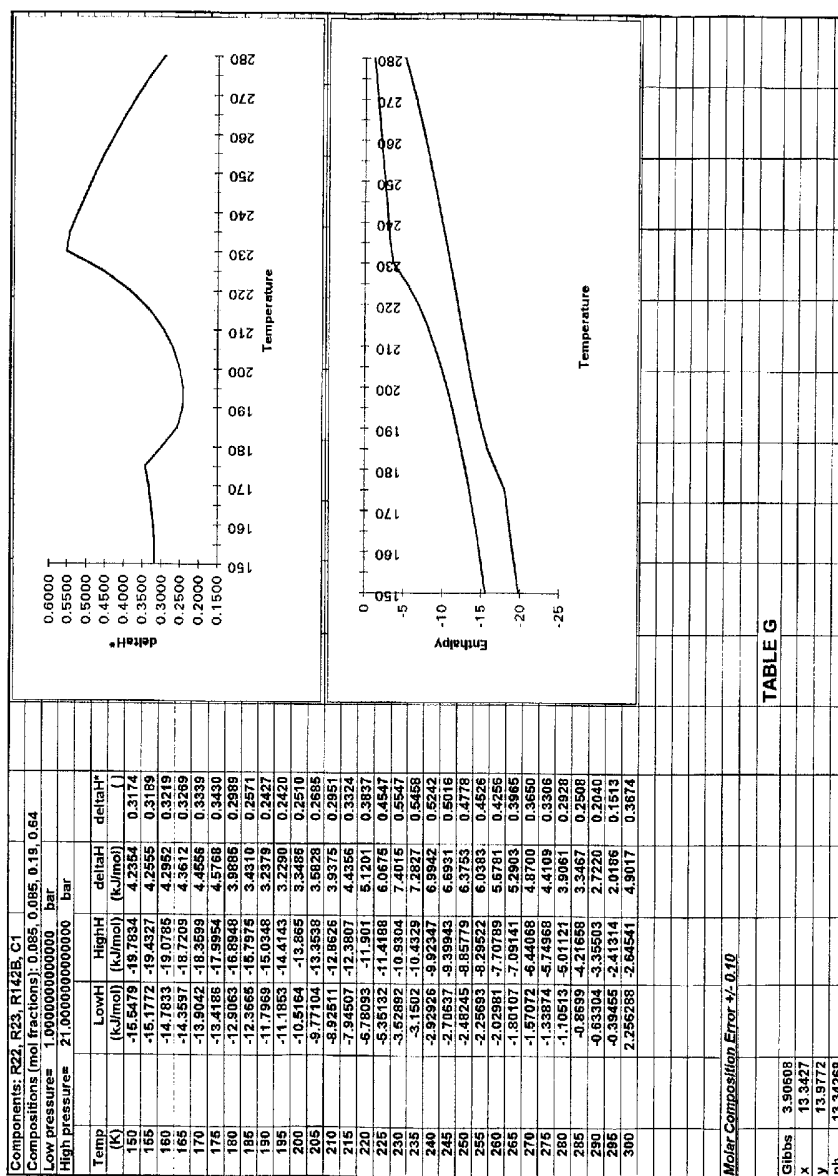 Components: R22, R23, R142B, C1
Compositions (mol fractions): 0.085, 0.085, 0.19, 0.64
Low pressure= 1.0000000000000 bar
High pressure= 21.0000000000000 bar
Temp LowH HighH deltaH deltaH*
(K) (kJ/mol) (kJ/mol) (kJ/mol) ( )
150 -15.5479 -19.7834 4.2354 0.3174
155 -15.1772 -19.4327 4.2555 0.3189
160 -14.7833 -19.0785 4.2952 0.3219
165 -14.3597 -18.7209 4.3612 0.3269
170 -13.9042 -18.3599 4.4556 0.3339
175 -13.4186 -17.9954 4.5768 0.3430
180 -12.9063 -16.8948 3.9885 0.2989
185 -12.3665 -15.7975 3.4310 0.2571
190 -11.7969 -15.0348 3.2379 0.2427
195 -11.1853 -14.4143 3.2290 0.2420
200 -10.5164 -13.865 3.3486 0.2510
205 -9.77104 -13.3538 3.5828 0.2685
210 -8.92511 -12.8626 3.9375 0.2951
215 -7.94507 -12.3807 4.4356 0.3324
220 -6.78093 -11.901 5.1201 0.3837
225 -5.35132 -11.4188 6.0675 0.4547
230 -3.52892 -10.9304 7.4015 0.5547
235 -3.1502 -10.4329 7.2827 0.5458
240 -2.92926 -9.92347 6.9942 0.5242
245 -2.70637 -9.39943 6.6931 0.5016
250 -2.48245 -8.85779 6.3753 0.4778
255 -2.25693 -8.29522 6.0383 0.4526
260 -2.02981 -7.70789 5.6781 0.4256
265 -1.80107 -7.09141 5.2903 0.3965
270 -1.57072 -6.44068 4.8700 0.3650
275 -1.33874 -5.74968 4.4109 0.3306
280 -1.10513 -5.01121 3.9061 0.2928
285 -0.8699 -4.21658 3.3467 0.2508
290 -0.63304 -3.35503 2.7220 0.2040
295 -0.39455 -2.41314 2.0186 0.1513
300 2.256288 -2.64541 4.9017 0.3674
Molar Composition Error +/- 0.10
Gibbs 3.90608
x 13.3427
y 13.9772
13.34268
deltaH*
0.6000
0.5500
0.5000
0.4500
0.4000
0.3500
0.3000
0.2500
0.2000
0.1500
150 160 170 180 190 200 210 220 230 240 250 260 270 280
Temperature
Enthalpy
0
-5
-10
-15
-20
-25
150 160 170 180 190 200 210 220 230 240 250 260 270 280
Temperature
TABLE G